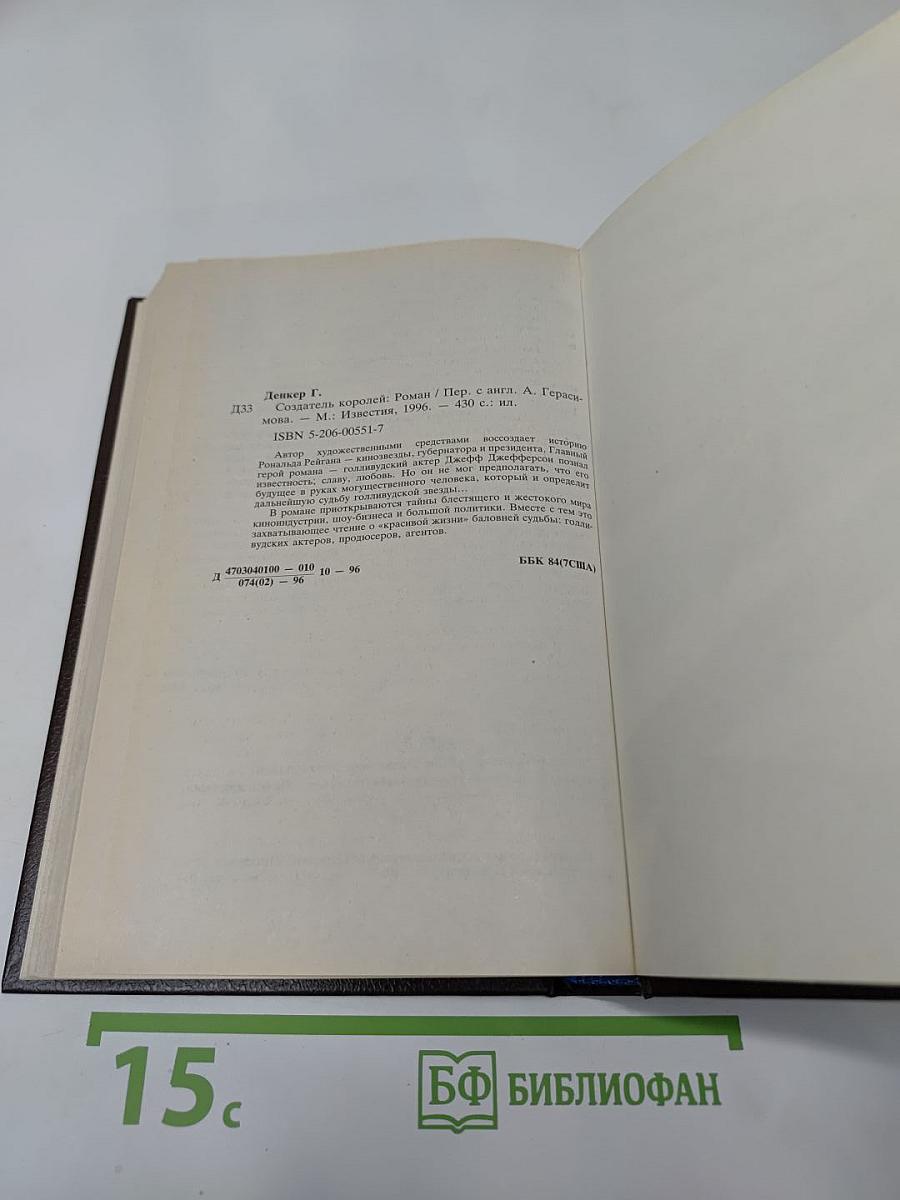 Денкер Г.
Д33 Создатель королей: Роман / Пер. с англ. А. Гераси-
мова. — М.: Известия, 1996. — 430 с.: ил.
ISBN 5-206-00551-7
Автор художественными средствами воссоздает историю
Рональда Рейгана — кинозвезды, губернатора и президента. Главный
герой романа — голливудский актер Джефф Джефферсон познал
известность, славу, любовь. Но он не мог предполагать, что его
будущее в руках могущественного человека, который и определит
дальнейшую судьбу голливудской звезды...
В романе приоткрываются тайны блестящего и жестокого мира
киноиндустрии, шоу-бизнеса и большой политики. Вместе с тем это
захватывающее чтение о «красивой жизни» баловней судьбы: голли-
вудских актеров, продюсеров, агентов.
Д 4703040100 — 010
074(02) — 96 10 — 96
ББК 84(7США)
15 с
БФ БИБЛИОФАН